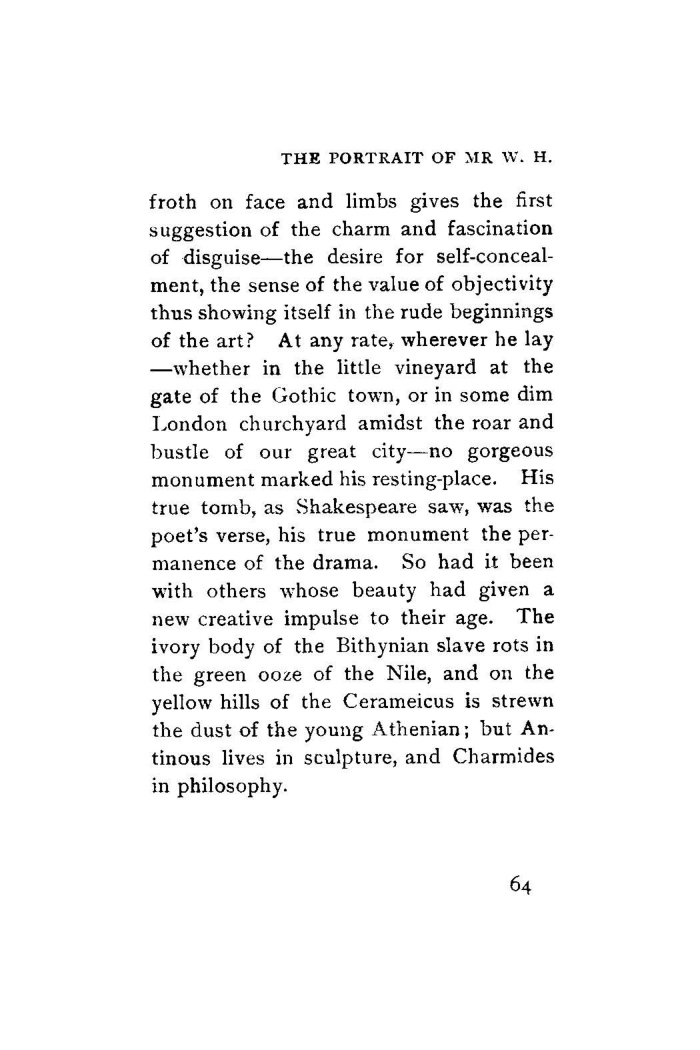 THE PORTRAIT OF MR W. H.
froth on face and limbs gives the first
suggestion of the charm and fascination
of disguise—the desire for self-conceal-
ment, the sense of the value of objectivity
thus showing itself in the rude beginnings
of the art? At any rate, wherever he lay
—whether in the little vineyard at the
gate of the Gothic town, or in some dim
London churchyard amidst the roar and
bustle of our great city—no gorgeous
monument marked his resting-place. His
true tomb, as Shakespeare saw, was the
poet's verse, his true monument the per-
manence of the drama. So had it been
with others whose beauty had given a
new creative impulse to their age. The
ivory body of the Bithynian slave rots in
the green ooze of the Nile, and on the
yellow hills of the Cerameicus is strewn
the dust of the young Athenian; but An-
tinous lives in sculpture, and Charmides
in philosophy.
64